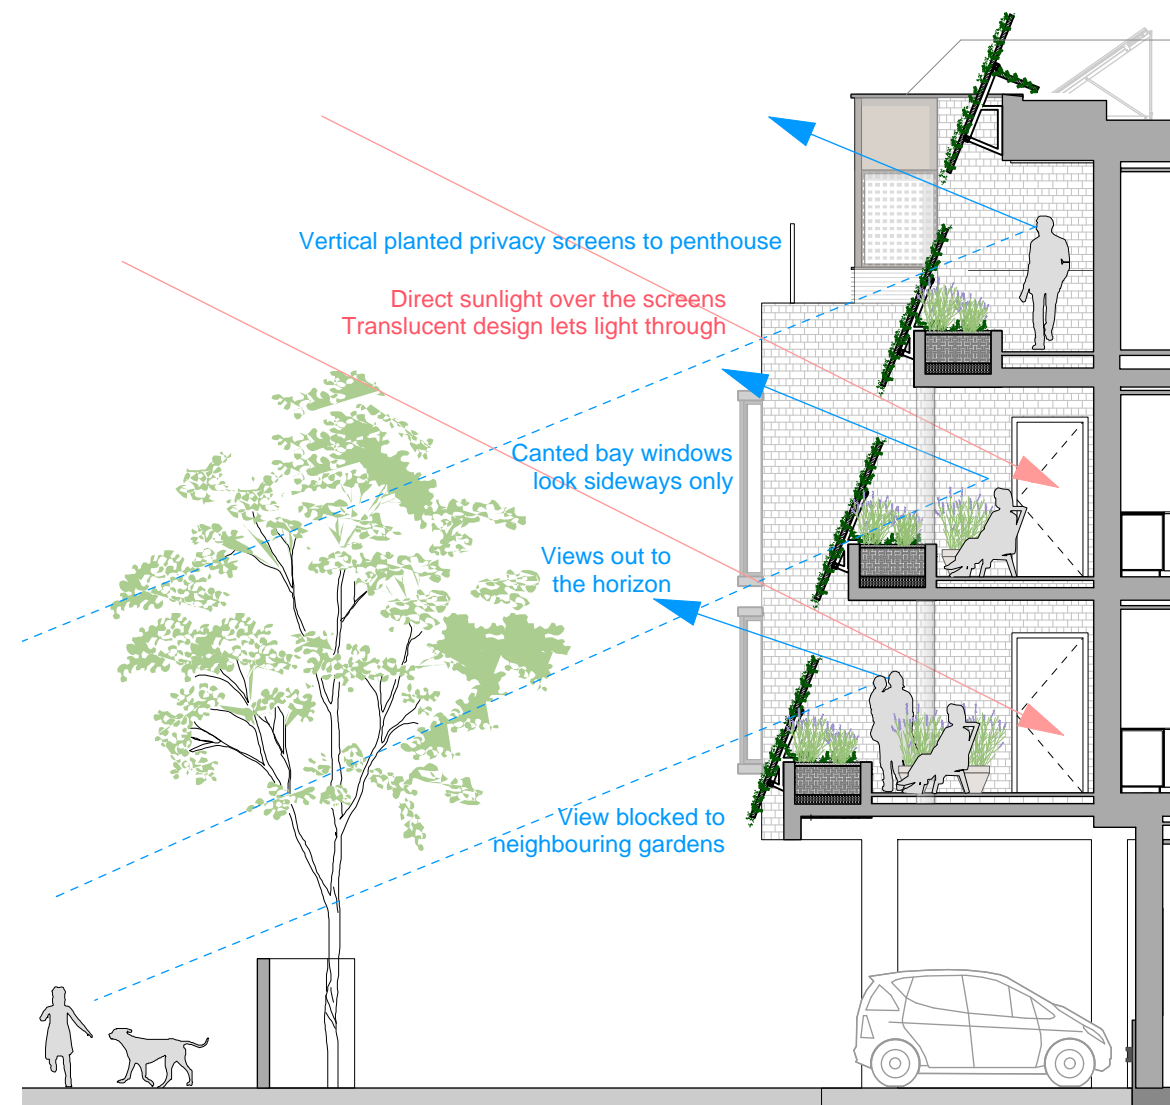 Vertical planted privacy screens to penthouse
Direct sunlight over the screens
Translucent design lets light through
Canted bay windows
look sideways only
Views out to
the horizon
View blocked to
neighbouring gardens